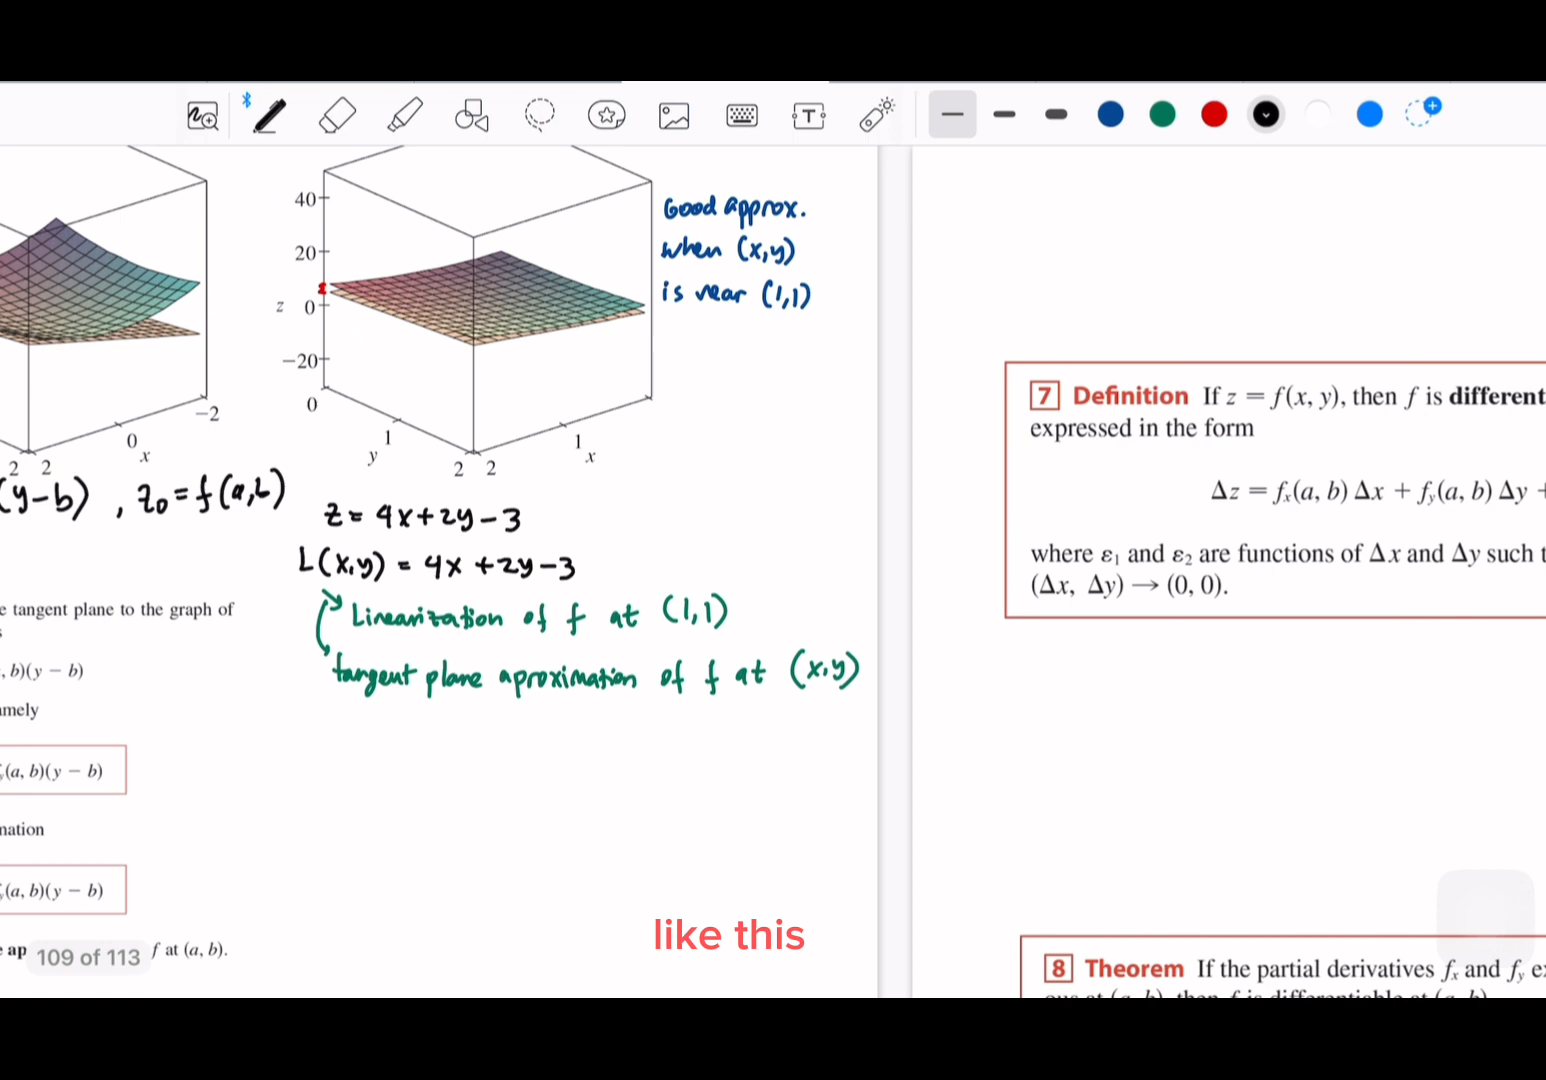 40
20
z 0
−20
0
1
y
2 2
1
x
−2
0
x
2 2
Good approx.
when (x,y)
is near (1,1)
(y-b) , z₀ = f(a,b)
z = 4x+2y-3
L(x,y) = 4x+2y-3
Linearization of f at (1,1)
tangent plane aproximation of f at (x,y)
e tangent plane to the graph of
, b)(y − b)
(a, b)(y − b)
(a, b)(y − b)
ap
109 of 113
f at (a, b).
T
7 Definition If z = f(x, y), then f is different
expressed in the form
Δz = fₓ(a, b) Δx + fᵧ(a, b) Δy +
where ε₁ and ε₂ are functions of Δx and Δy such t
(Δx, Δy) → (0, 0).
8 Theorem If the partial derivatives fₓ and fᵧ
like this